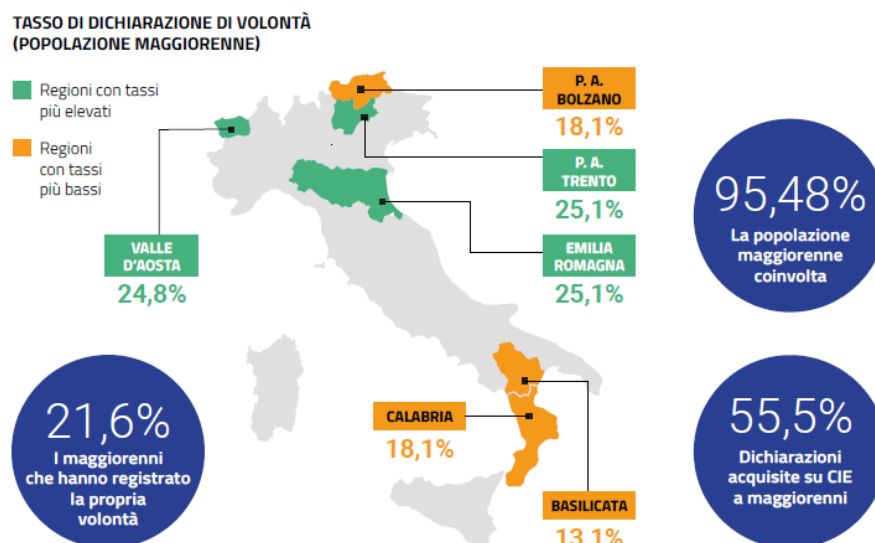 TASSO DI DICHIARAZIONE DI VOLONTÀ
(POPOLAZIONE MAGGIORENNE)
Regioni con tassi
più elevati
Regioni
con tassi
più bassi
P. A.
BOLZANO
18,1%
P. A.
TRENTO
25,1%
EMILIA
ROMAGNA
25,1%
VALLE
D'AOSTA
24,8%
95,48%
La popolazione
maggiorenne
coinvolta
21,6%
I maggiorenni
che hanno registrato
la propria
volontà
CALABRIA
18,1%
BASILICATA
13,1%
55,5%
Dichiarazioni
acquisite su CIE
a maggiorenni